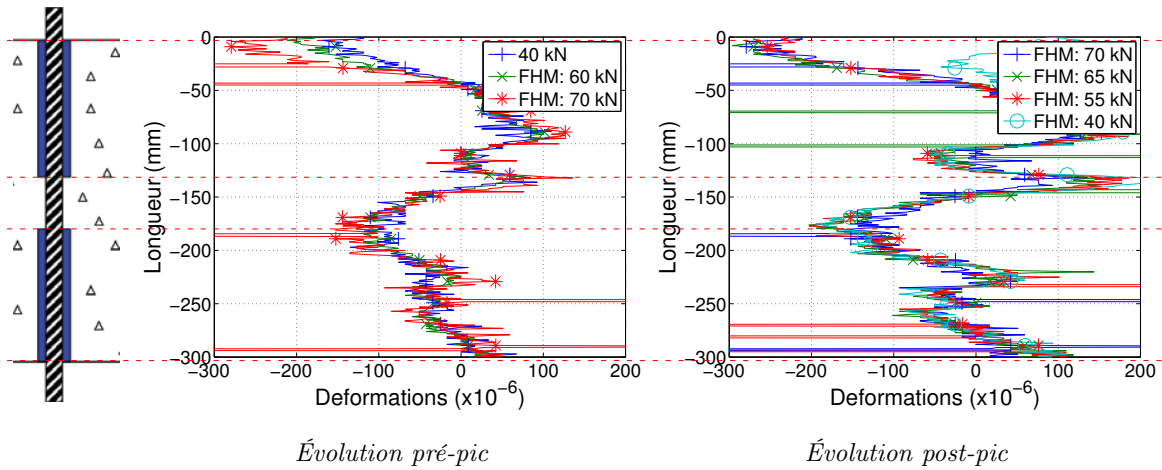 0
−50
−100
−150
−200
−250
−300
Longueur (mm)
−300 −200 −100 0 100 200
Deformations (x10⁻⁶)
40 kN
FHM: 60 kN
FHM: 70 kN
Évolution pré-pic
0
−50
−100
−150
−200
−250
−300
Longueur (mm)
−300 −200 −100 0 100 200
Deformations (x10⁻⁶)
FHM: 70 kN
FHM: 65 kN
FHM: 55 kN
FHM: 40 kN
Évolution post-pic